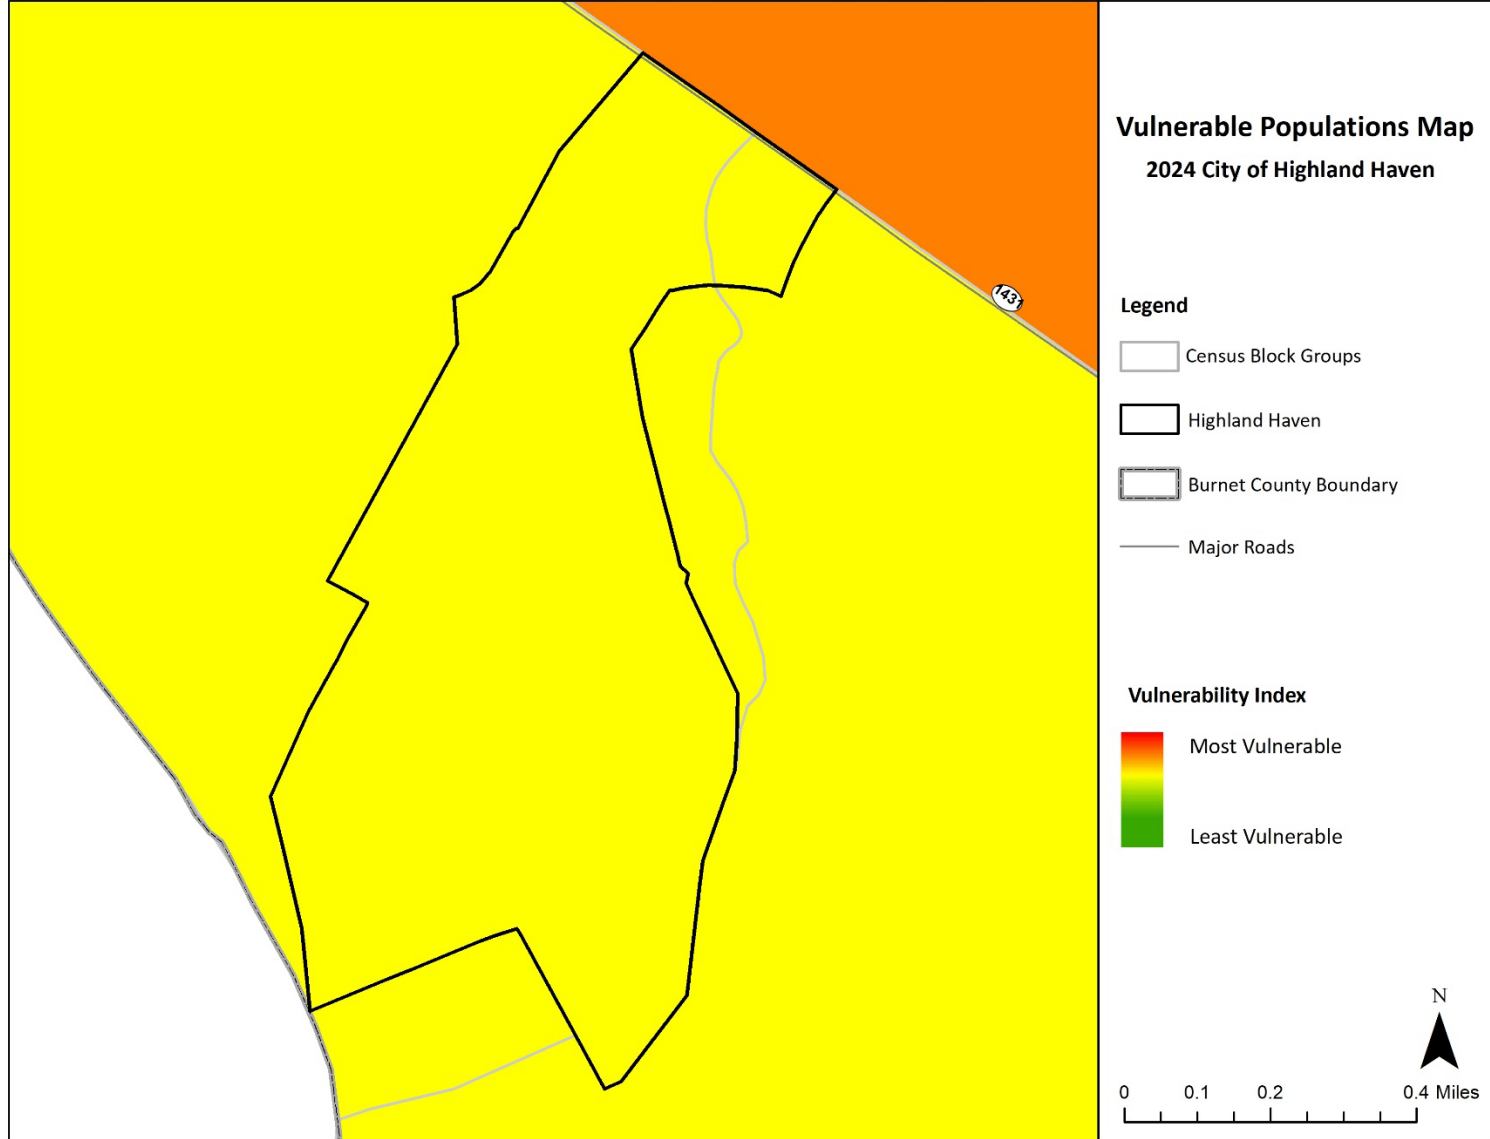 Vulnerable Populations Map
2024 City of Highland Haven
1431
Legend
Census Block Groups
Highland Haven
Burnet County Boundary
Major Roads
Vulnerability Index
Most Vulnerable
Least Vulnerable
N
0 0.1 0.2 0.4 Miles